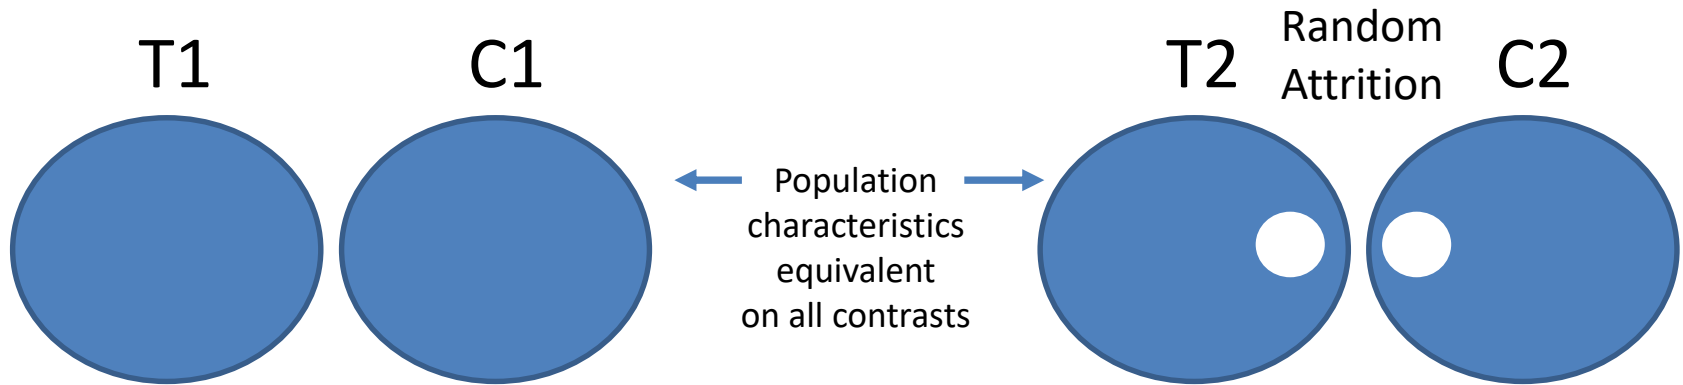 T1
C1
Population
characteristics
equivalent
on all contrasts
T2
Random
Attrition
C2